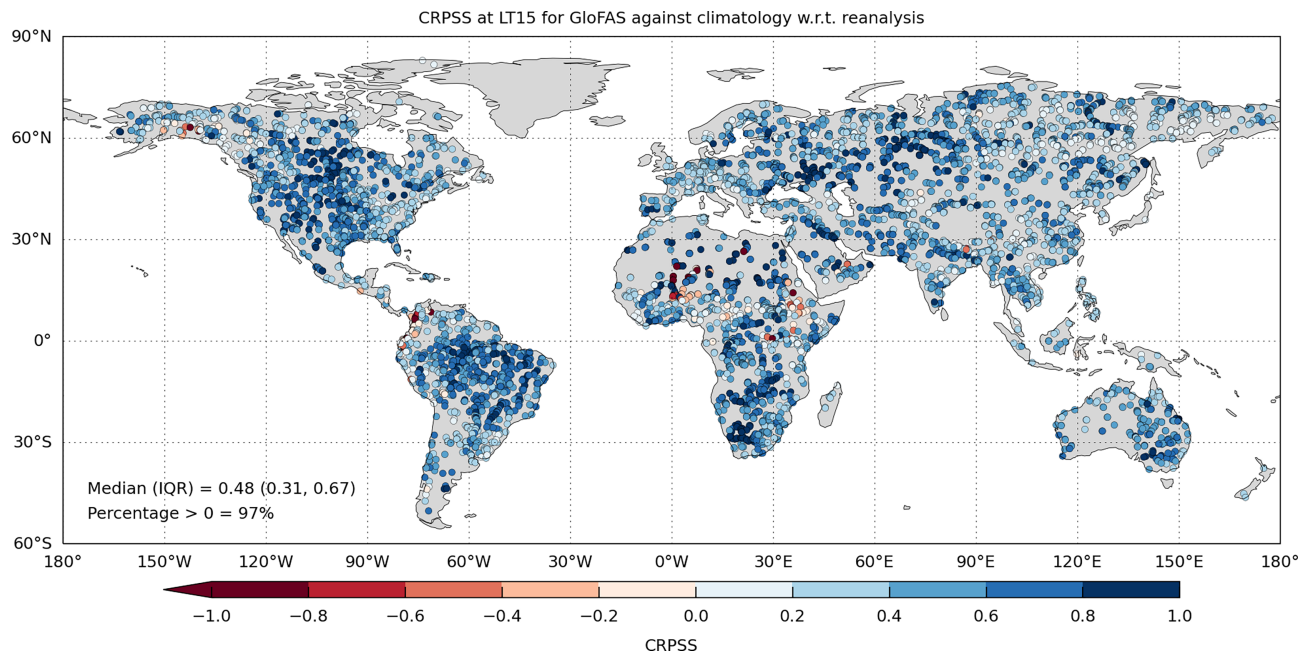 CRPSS at LT15 for GloFAS against climatology w.r.t. reanalysis
90°N
60°N
30°N
0°
30°S
60°S
Median (IQR) = 0.48 (0.31, 0.67)
Percentage > 0 = 97%
180° 150°W 120°W 90°W 60°W 30°W 0°W 30°E 60°E 90°E 120°E 150°E 180°
−1.0 −0.8 −0.6 −0.4 −0.2 0.0 0.2 0.4 0.6 0.8 1.0
CRPSS